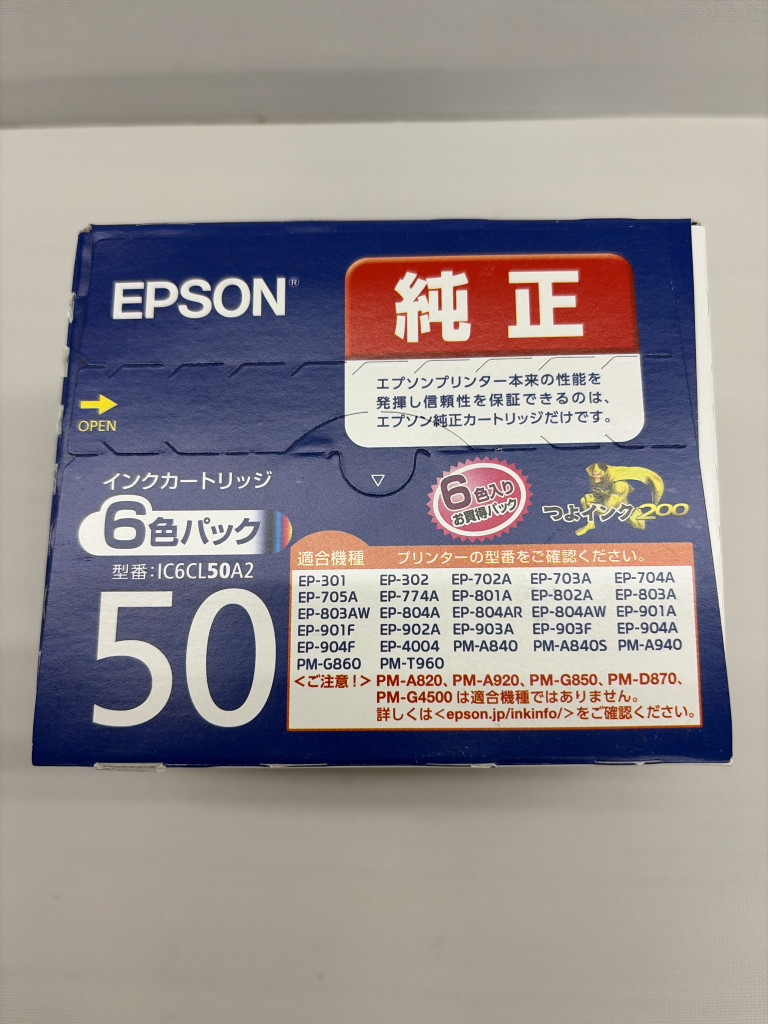 EPSON®
純正
エプソンプリンター本来の性能を
発揮し信頼性を保証できるのは、
エプソン純正カートリッジだけです。
OPEN
インクカートリッジ
6色パック
型番:IC6CL50A2
50
6色入り
お買得パック
つよインク200
適合機種 プリンターの型番をご確認ください。
EP-301 EP-302 EP-702A EP-703A EP-704A
EP-705A EP-774A EP-801A EP-802A EP-803A
EP-803AW EP-804A EP-804AR EP-804AW EP-901A
EP-901F EP-902A EP-903A EP-903F EP-904A
EP-904F EP-4004 PM-A840 PM-A840S PM-A940
PM-G860 PM-T960
<ご注意!> PM-A820、PM-A920、PM-G850、PM-D870、
PM-G4500 は適合機種ではありません。
詳しくは<epson.jp/inkinfo/>をご確認ください。